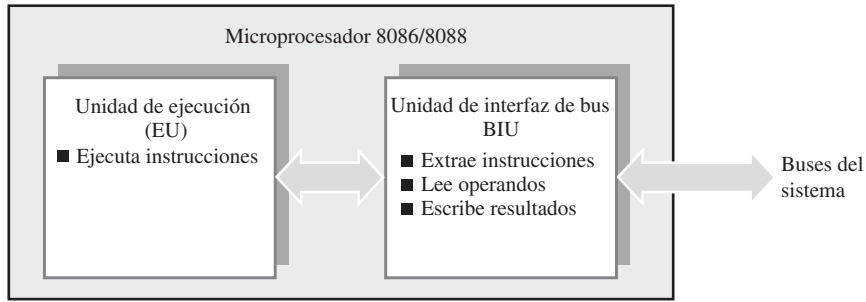 Microprocesador 8086/8088
Unidad de ejecución
(EU)
■ Ejecuta instrucciones
Unidad de interfaz de bus
BIU
■ Extrae instrucciones
■ Lee operandos
■ Escribe resultados
Buses del
sistema